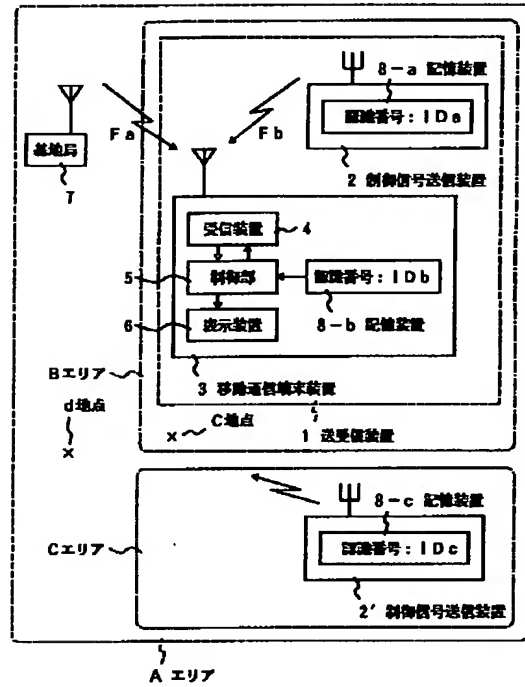 8-a 記憶装置
認識番号:IDa
2 制御信号送信装置
Fa
Fb
基地局
7
受信装置
4
5
制御部
認識番号:IDb
6
表示装置
8-b 記憶装置
3 移動通信端末装置
Bエリア
d地点
×
× C地点
1 送受信装置
8-c 記憶装置
認識番号:IDc
Cエリア
2' 制御信号送信装置
A エリア